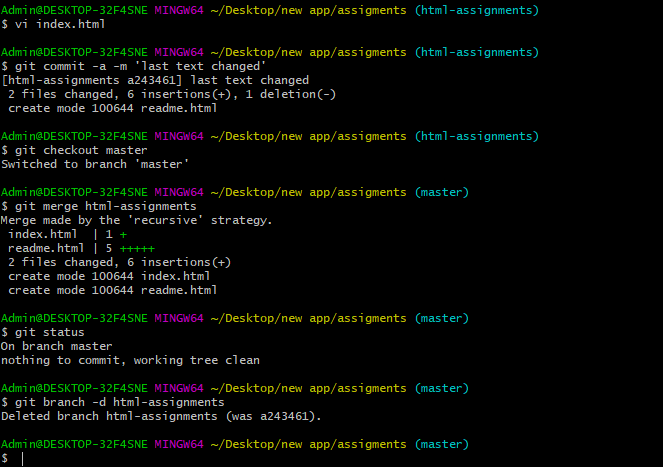 Admin@DESKTOP-32F4SNE MINGW64 ~/Desktop/new app/assigments (html-assignments)
$ vi index.html
Admin@DESKTOP-32F4SNE MINGW64 ~/Desktop/new app/assigments (html-assignments)
$ git commit -a -m 'last text changed'
[html-assignments a243461] last text changed
 2 files changed, 6 insertions(+), 1 deletion(-)
 create mode 100644 readme.html
Admin@DESKTOP-32F4SNE MINGW64 ~/Desktop/new app/assigments (html-assignments)
$ git checkout master
Switched to branch 'master'
Admin@DESKTOP-32F4SNE MINGW64 ~/Desktop/new app/assigments (master)
$ git merge html-assignments
Merge made by the 'recursive' strategy.
 index.html  | 1 +
 readme.html | 5 +++++
 2 files changed, 6 insertions(+)
 create mode 100644 index.html
 create mode 100644 readme.html
Admin@DESKTOP-32F4SNE MINGW64 ~/Desktop/new app/assigments (master)
$ git status
On branch master
nothing to commit, working tree clean
Admin@DESKTOP-32F4SNE MINGW64 ~/Desktop/new app/assigments (master)
$ git branch -d html-assignments
Deleted branch html-assignments (was a243461).
Admin@DESKTOP-32F4SNE MINGW64 ~/Desktop/new app/assigments (master)
$